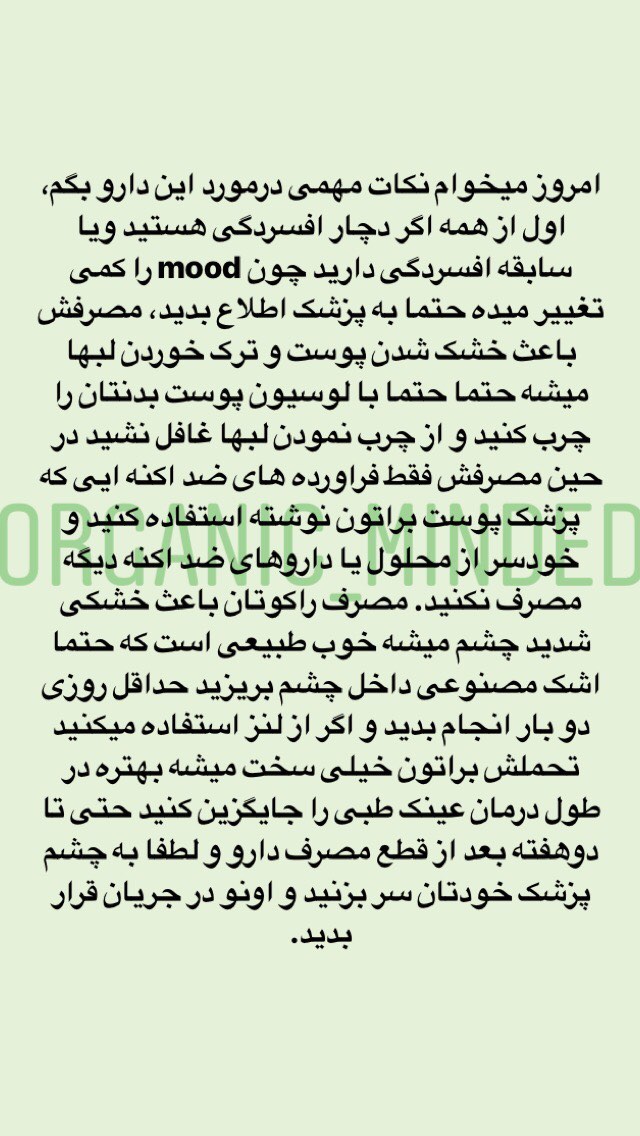 امروز میخوام نکات مهمی درمورد این دارو بگم،
اول از همه اگر دچار افسردگی هستید ویا
سابقه افسردگی دارید چون mood را کمی
تغییر میده حتما به پزشک اطلاع بدید، مصرفش
باعث خشک شدن پوست و ترک خوردن لبها
میشه حتما حتما با لوسیون پوست بدنتان را
چرب کنید و از چرب نمودن لبها غافل نشید در
حین مصرفش فقط فراورده های ضد اکنه ایی که
پزشک پوست براتون نوشته استفاده کنید و
ORGANIC_MINDED
خودسر از محلول یا داروهای ضد اکنه دیگه
مصرف نکنید. مصرف راکوتان باعث خشکی
شدید چشم میشه خوب طبیعی است که حتما
اشک مصنوعی داخل چشم بریزید حداقل روزی
دو بار انجام بدید و اگر از لنز استفاده میکنید
تحملش براتون خیلی سخت میشه بهتره در
طول درمان عینک طبی را جایگزین کنید حتی تا
دوهفته بعد از قطع مصرف دارو و لطفا به چشم
پزشک خودتان سر بزنید و اونو در جریان قرار
بدید.